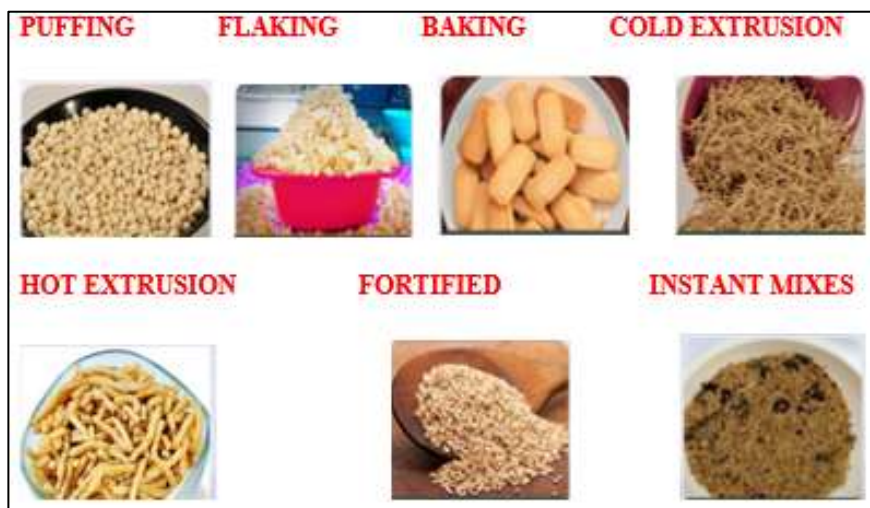 PUFFING FLAKING BAKING COLD EXTRUSION
HOT EXTRUSION FORTIFIED INSTANT MIXES